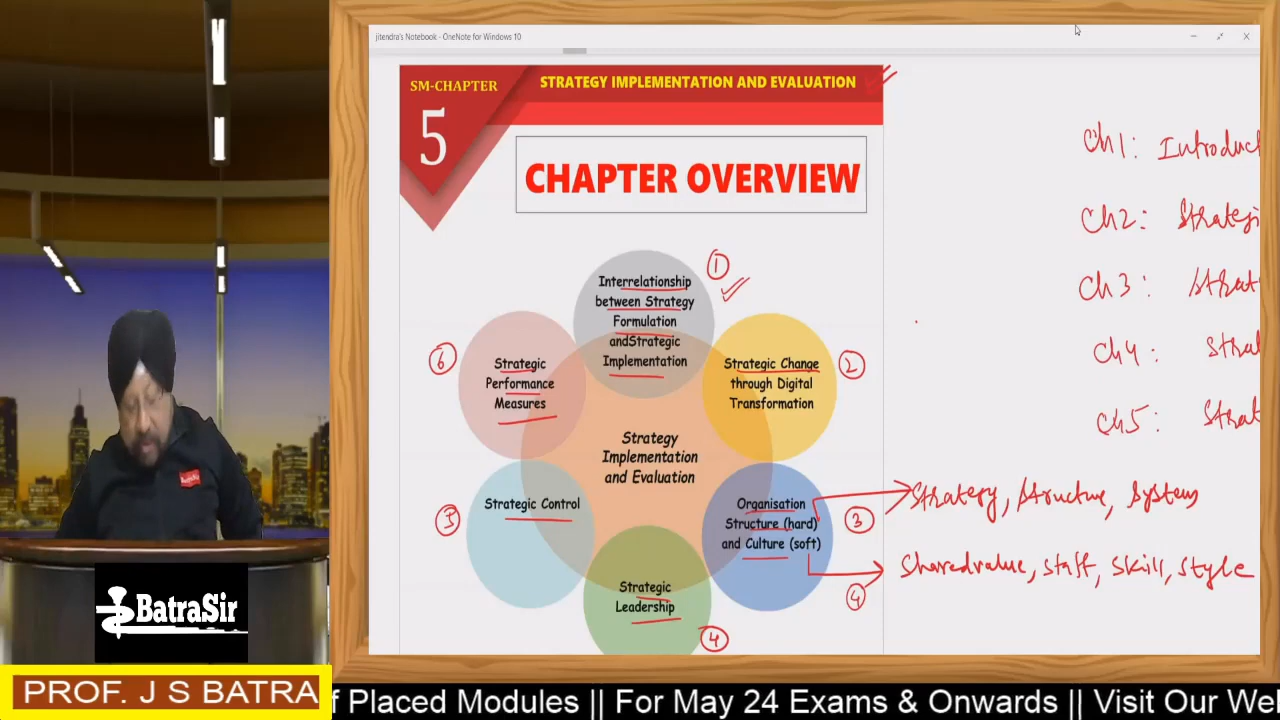 jitendra's Notebook - OneNote for Windows 10
SM-CHAPTER
5
STRATEGY IMPLEMENTATION AND EVALUATION
CHAPTER OVERVIEW
Interrelationship
between Strategy
Formulation
andStrategic
Implementation
1
Strategic Change
through Digital
Transformation
2
Organisation
Structure (hard)
and Culture (soft)
3
Strategy, Structure, System
4
Sharedvalue, Staff, Skill, Style
Strategic
Leadership
4
Strategic Control
5
Strategic
Performance
Measures
6
Strategy
Implementation
and Evaluation
Ch1: Introduct
Ch2: Strategi
Ch3: Strat
Ch4: Strat
Ch5: Strat
BatraSir
PROF. J S BATRA
f Placed Modules || For May 24 Exams & Onwards || Visit Our We